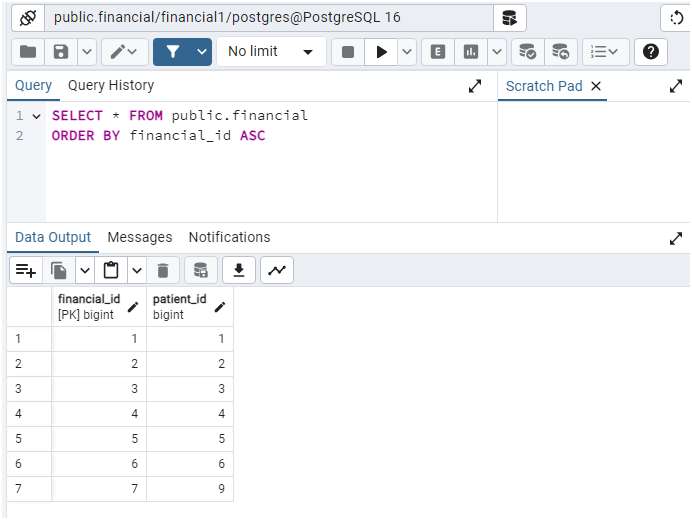 public.financial/financial1/postgres@PostgreSQL 16
No limit
E
Query Query History
Scratch Pad
1 SELECT * FROM public.financial
2 ORDER BY financial_id ASC
Data Output Messages Notifications
financial_id patient_id
[PK] bigint bigint
1 1 1
2 2 2
3 3 3
4 4 4
5 5 5
6 6 6
7 7 9